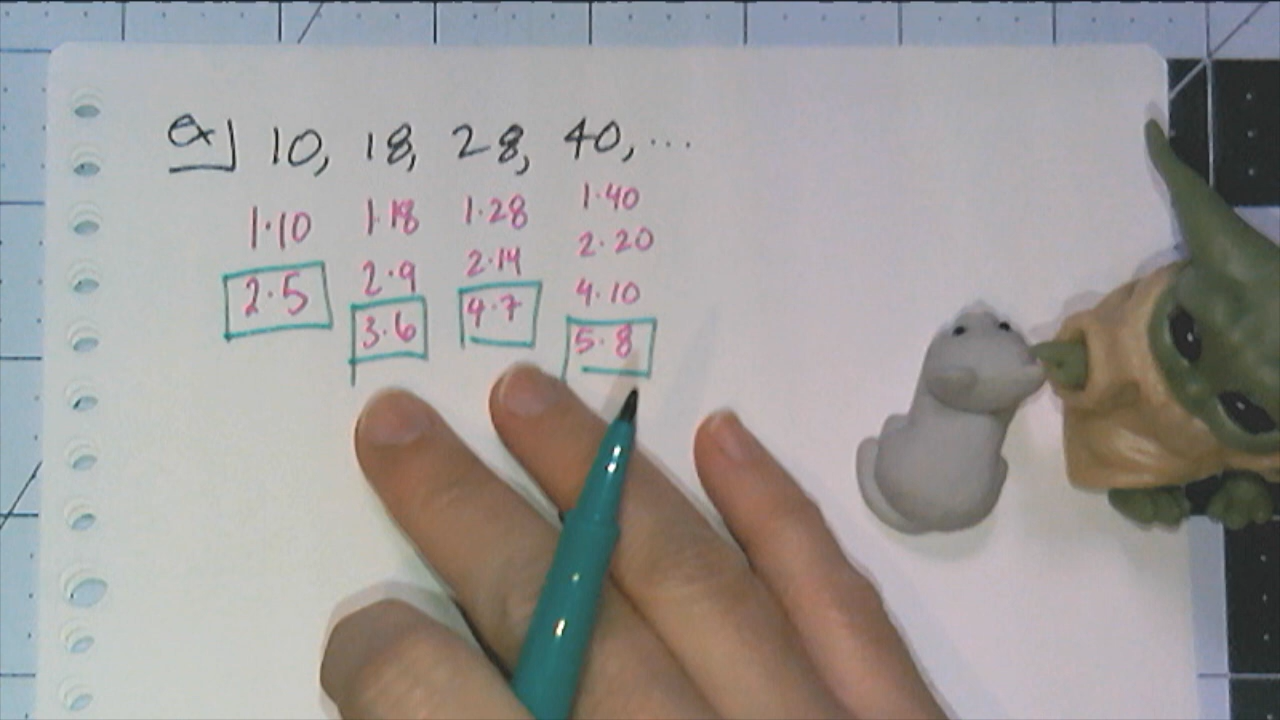 Ex] 10, 18, 28, 40, ...
1·10 1·18 1·28 1·40
2·5 2·9 2·14 2·20
3·6 4·7 4·10
5·8